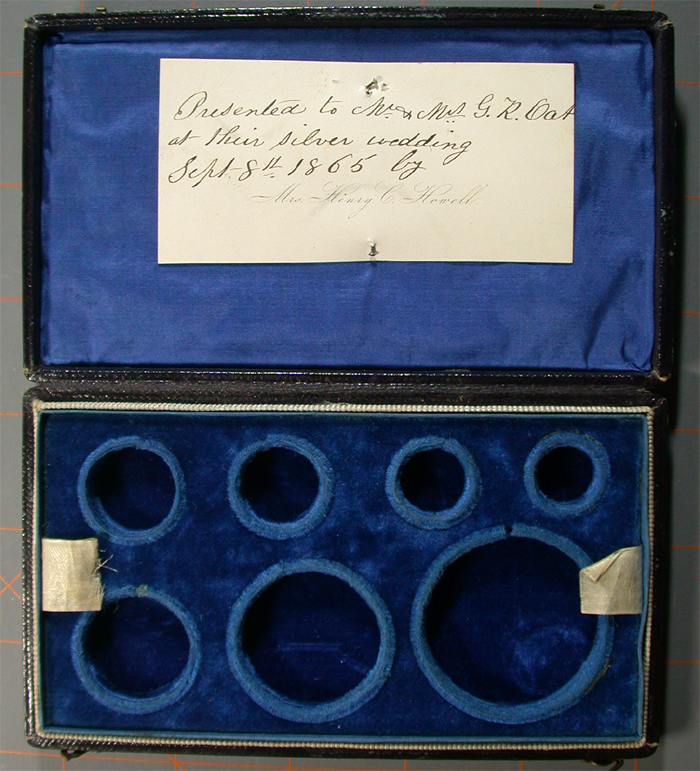 Presented to Mr. & Mrs G. K. Oat
at their silver wedding
Sept. 8th 1865 by
Mrs. Henry C. Howell.